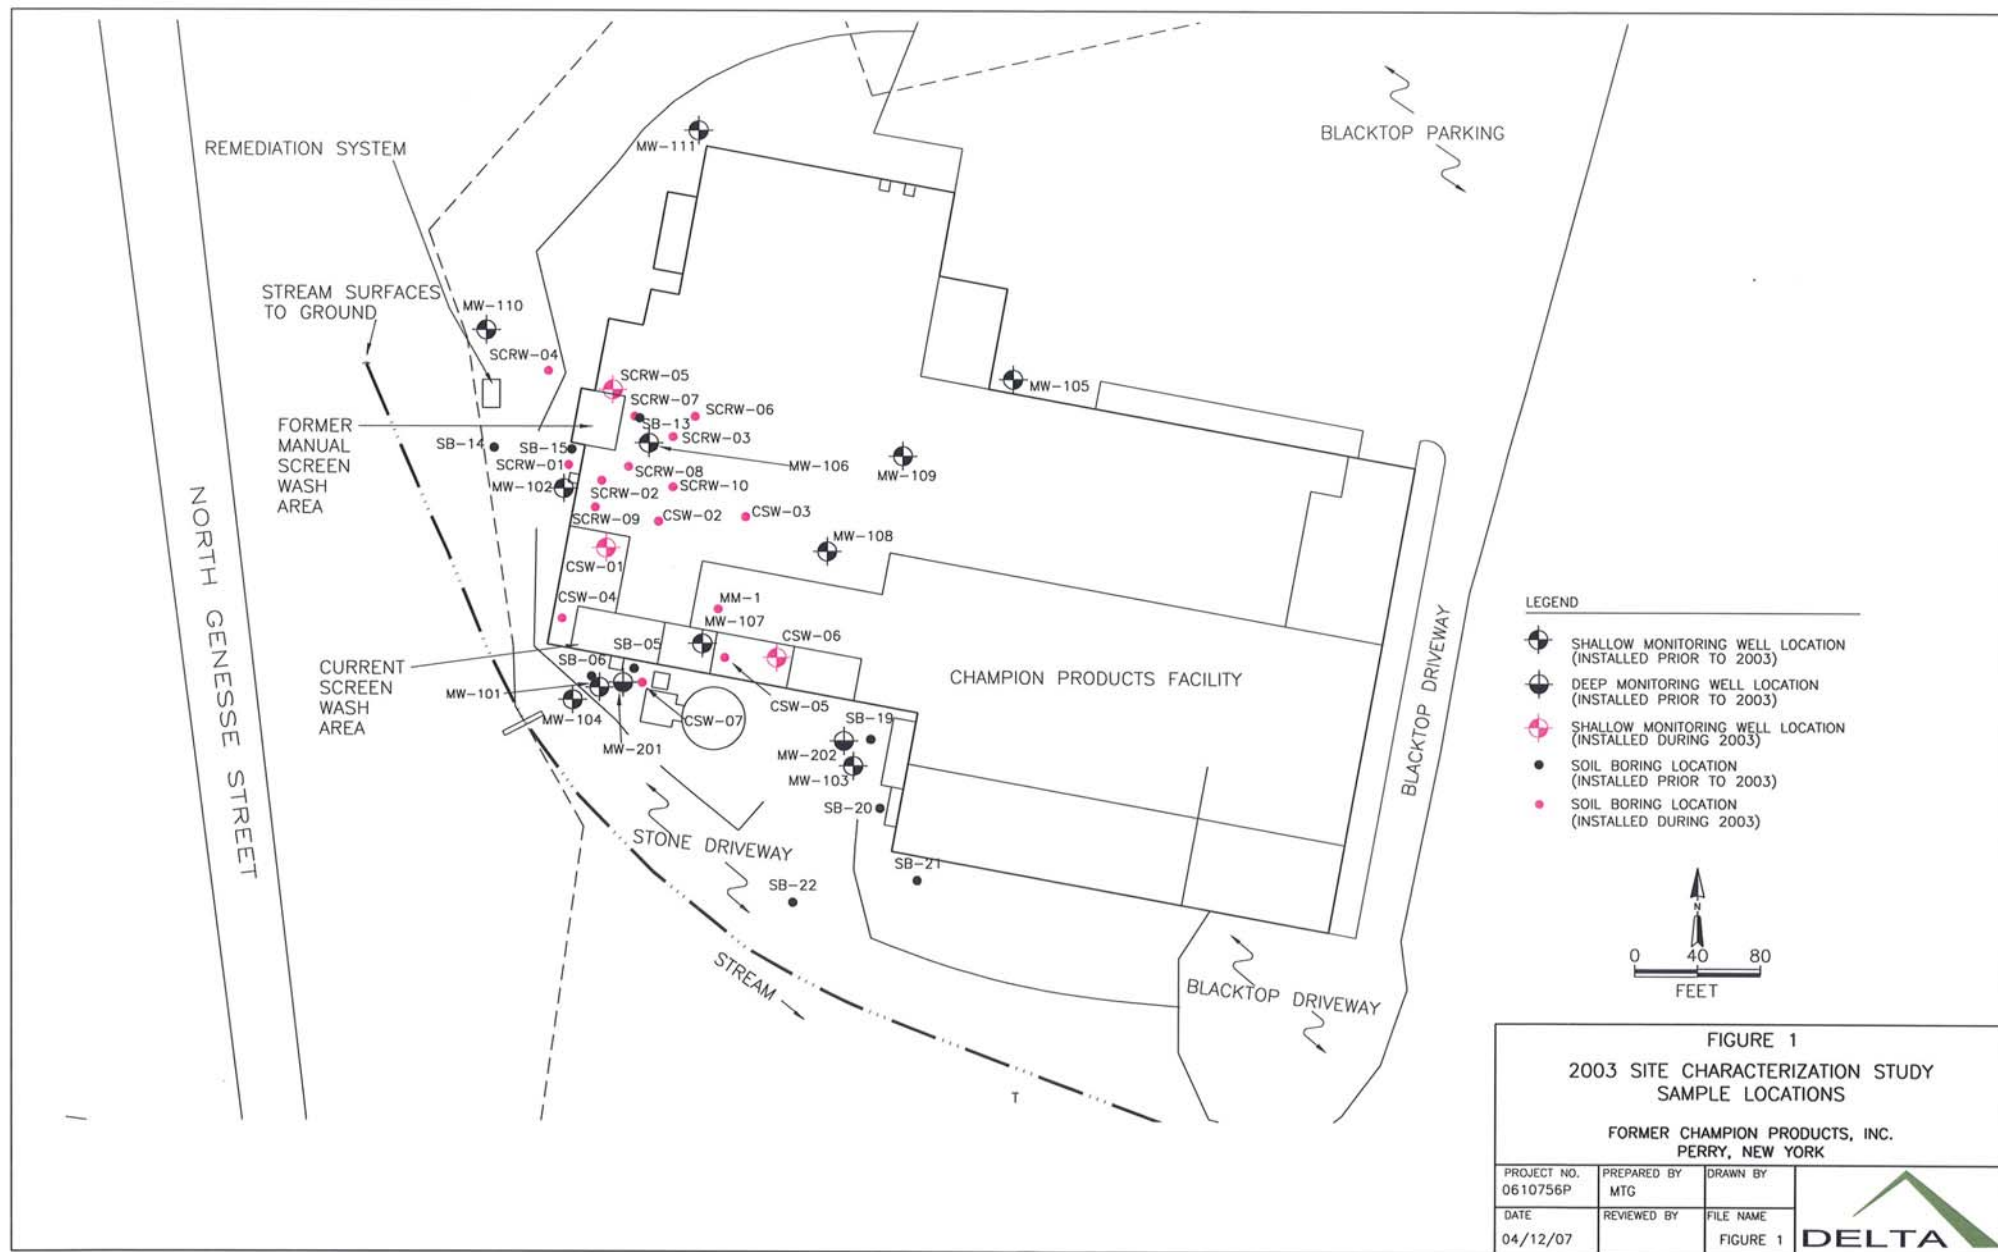 REMEDIATION SYSTEM
MW-111
BLACKTOP PARKING
STREAM SURFACES
TO GROUND
MW-110
SCRW-04
SCRW-05
MW-105
SCRW-07
SCRW-06
FORMER
MANUAL
SCREEN
WASH
AREA
SB-13
SCRW-03
SB-14
SB-15
SCRW-01
SCRW-08
MW-106
MW-109
MW-102
SCRW-02
SCRW-10
SCRW-09
CSW-02
CSW-03
MW-108
CSW-01
CSW-04
MM-1
MW-107
NORTH GENESSE STREET
SB-05
CSW-06
CURRENT
SCREEN
WASH
AREA
SB-06
MW-101
MW-104
MW-201
CSW-07
CSW-05
CHAMPION PRODUCTS FACILITY
BLACKTOP DRIVEWAY
SB-19
MW-202
MW-103
SB-20
STONE DRIVEWAY
SB-21
SB-22
STREAM
BLACKTOP DRIVEWAY
T
LEGEND
SHALLOW MONITORING WELL LOCATION
(INSTALLED PRIOR TO 2003)
DEEP MONITORING WELL LOCATION
(INSTALLED PRIOR TO 2003)
SHALLOW MONITORING WELL LOCATION
(INSTALLED DURING 2003)
SOIL BORING LOCATION
(INSTALLED PRIOR TO 2003)
SOIL BORING LOCATION
(INSTALLED DURING 2003)
N
0 40 80
FEET
FIGURE 1
2003 SITE CHARACTERIZATION STUDY
SAMPLE LOCATIONS
FORMER CHAMPION PRODUCTS, INC.
PERRY, NEW YORK
PROJECT NO. PREPARED BY DRAWN BY
0610756P MTG
DATE REVIEWED BY FILE NAME
04/12/07 FIGURE 1
DELTA